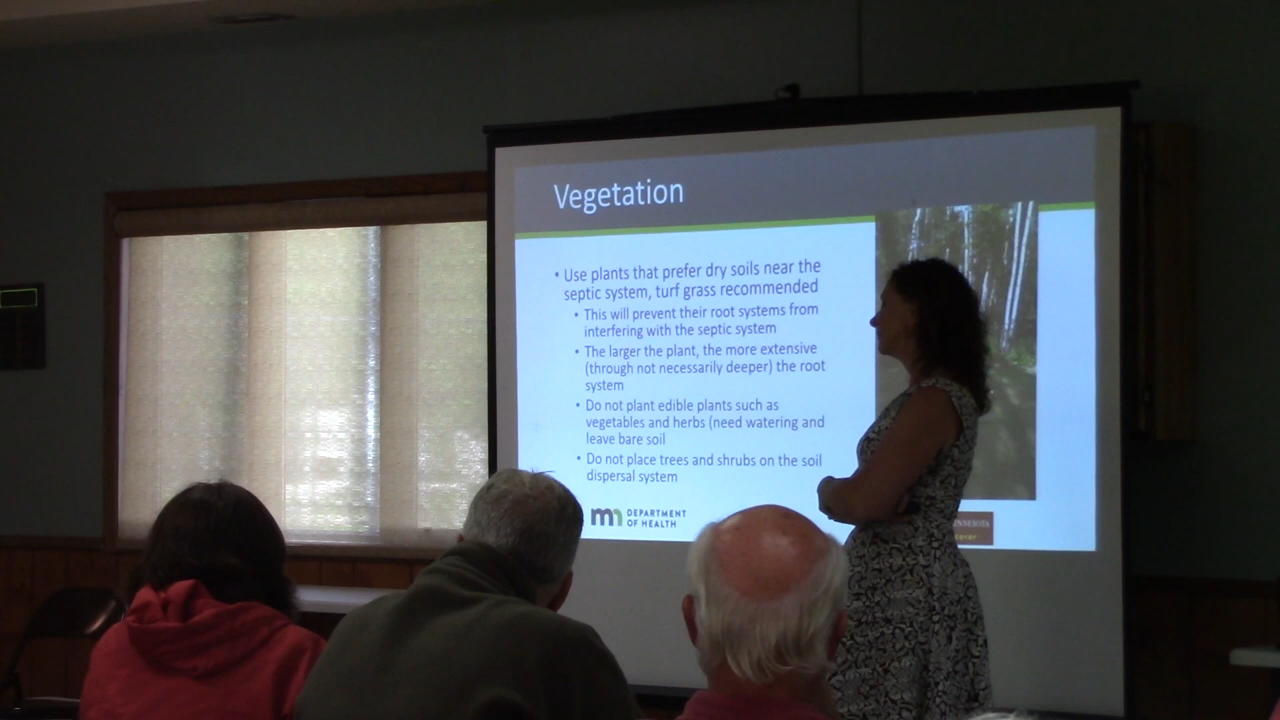 Vegetation
• Use plants that prefer dry soils near the
septic system, turf grass recommended
• This will prevent their root systems from
interfering with the septic system
• The larger the plant, the more extensive
(through not necessarily deeper) the root
system
• Do not plant edible plants such as
vegetables and herbs (need watering and
leave bare soil
• Do not place trees and shrubs on the soil
dispersal system
mn DEPARTMENT
OF HEALTH